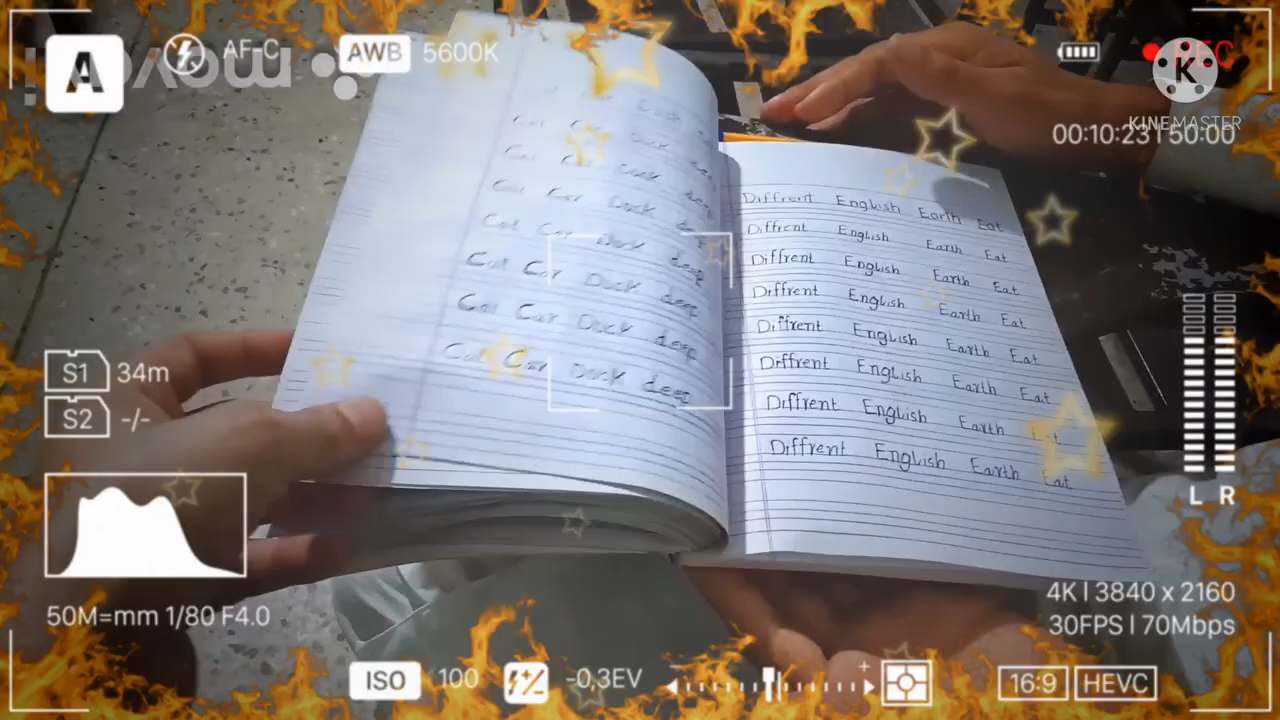 A AF-C AWB 5600K REC
K
KINEMASTER
00:10:23 50:00
Cat Car Duck deep
Cat Car Duck deep
Cat Car Duck deep
Cat Car Duck deep
Cat Car Duck deep
Cat Car Duck deep
Cat Car Duck deep
Diffrent English Earth Eat
Diffrent English Earth Eat
Diffrent English Earth Eat
Diffrent English Earth Eat
Diffrent English Earth Eat
Diffrent English Earth Eat
Diffrent English Earth Eat
Diffrent English Earth Eat
S1 34m
S2 -/-
L R
50M=mm 1/80 F4.0
4K | 3840 x 2160
30FPS | 70Mbps
ISO 100 -0,3EV 16:9 HEVC